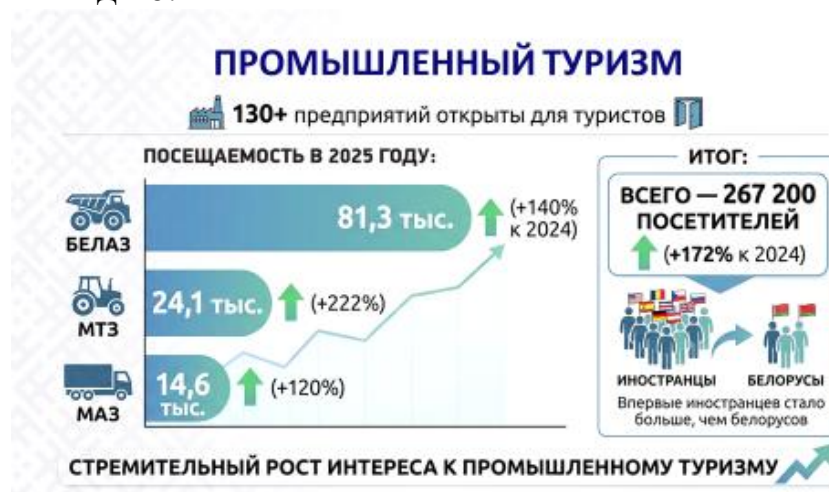 ПРОМЫШЛЕННЫЙ ТУРИЗМ
130+ предприятий открыты для туристов
ПОСЕЩАЕМОСТЬ В 2025 ГОДУ:
БЕЛАЗ
81,3 тыс.
(+140%
к 2024)
МТЗ
24,1 тыс.
(+222%)
МАЗ
14,6
тыс.
(+120%)
ИТОГ:
ВСЕГО — 267 200
ПОСЕТИТЕЛЕЙ
(+172% к 2024)
ИНОСТРАНЦЫ
БЕЛОРУСЫ
Впервые иностранцев стало
больше, чем белорусов
СТРЕМИТЕЛЬНЫЙ РОСТ ИНТЕРЕСА К ПРОМЫШЛЕННОМУ ТУРИЗМУ